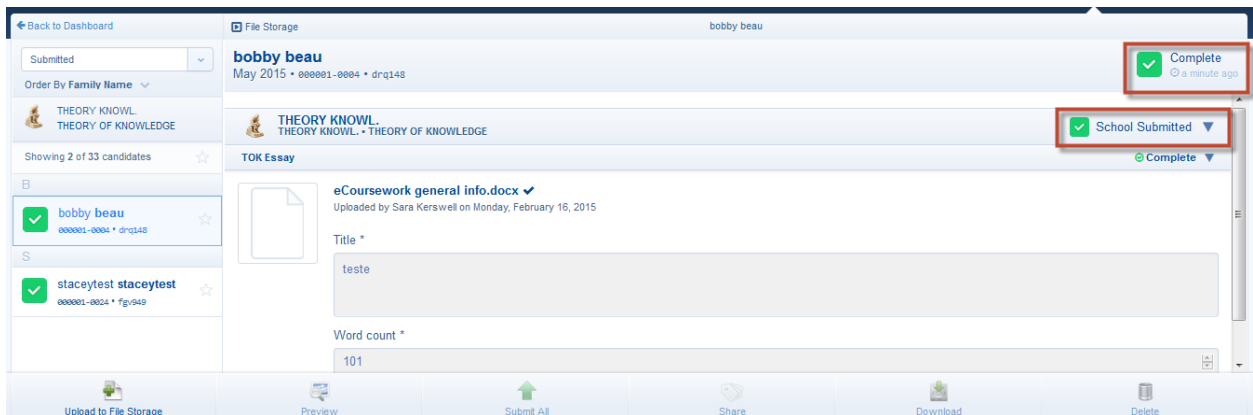 Back to Dashboard
File Storage
bobby beau
Submitted
Order By Family Name
THEORY KNOWL.
THEORY OF KNOWLEDGE
Showing 2 of 33 candidates
B
bobby beau
000001-0004 • drq148
S
staceytest staceytest
000001-0024 • fgv949
bobby beau
May 2015 • 000001-0004 • drq148
Complete
a minute ago
THEORY KNOWL.
THEORY KNOWL. • THEORY OF KNOWLEDGE
School Submitted
TOK Essay
Complete
eCoursework general info.docx
Uploaded by Sara Kerswell on Monday, February 16, 2015
Title *
teste
Word count *
101
Upload to File Storage
Preview
Submit All
Share
Download
Delete